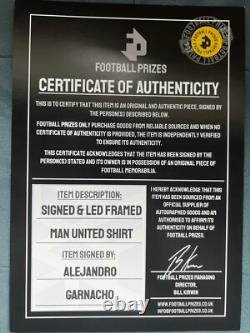 FOOTBALL PRIZES
CERTIFICATE OF AUTHENTICITY
THIS IS TO CERTIFY THAT THIS ITEM IS AN ORIGINAL AND AUTHENTIC PIECE, SIGNED BY
THE PERSON(S) DESCRIBED BELOW.
FOOTBALL PRIZES ONLY PURCHASE GOODS FROM RELIABLE SOURCES AND WHEN NO
CERTIFICATE OF AUTHENTICITY IS PROVIDED, THE ITEM IS INDEPENDENTLY VERIFIED
TO ENSURE ITS AUTHENTICITY.
THIS CERTIFICATE ACKNOWLEDGES THAT THE ITEM HAS BEEN SIGNED BY THE
PERSON(S) STATED AND ITS OWNER IS IN POSSESSION OF AN ORIGINAL PIECE OF
FOOTBALL MEMORABILIA.
ITEM DESCRIPTION:
SIGNED & LED FRAMED
MAN UNITED SHIRT
ITEM SIGNED BY:
ALEJANDRO
GARNACHO
I HEREBY ACKNOWLEDGE THAT
THIS ITEM HAS BEEN SOURCED
FROM AN OFFICIAL SUPPLIER OF
AUTOGRAPHED GOODS AND AM
AUTHORISED TO AFFIRM ITS
AUTHENTICITY ON BEHALF OF
FOOTBALL PRIZES.
FOOTBALL PRIZES MANAGING
DIRECTOR,
BILL KIRWEN
WWW.FOOTBALLPRIZES.CO.UK
INFO@FOOTBALLPRIZES.CO.UK